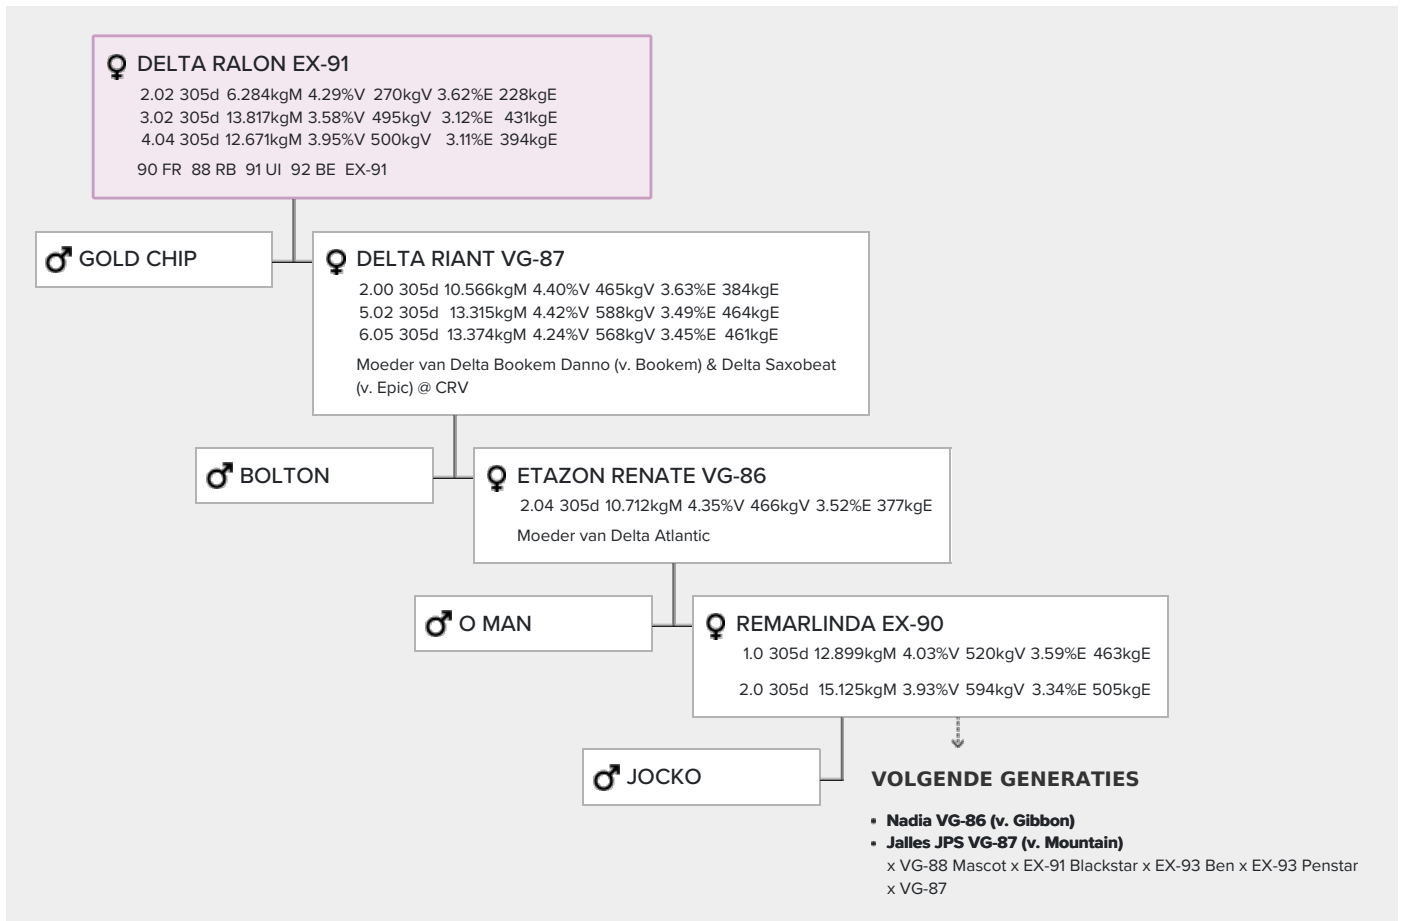 DELTA RALON EX-91
2.02 305d 6.284kgM 4.29%V 270kgV 3.62%E 228kgE
3.02 305d 13.817kgM 3.58%V 495kgV 3.12%E 431kgE
4.04 305d 12.671kgM 3.95%V 500kgV 3.11%E 394kgE
90 FR 88 RB 91 UI 92 BE EX-91
GOLD CHIP
DELTA RIANT VG-87
2.00 305d 10.566kgM 4.40%V 465kgV 3.63%E 384kgE
5.02 305d 13.315kgM 4.42%V 588kgV 3.49%E 464kgE
6.05 305d 13.374kgM 4.24%V 568kgV 3.45%E 461kgE
Moeder van Delta Bookem Danno (v. Bookem) & Delta Saxobeat
(v. Epic) @ CRV
BOLTON
ETAZON RENATE VG-86
2.04 305d 10.712kgM 4.35%V 466kgV 3.52%E 377kgE
Moeder van Delta Atlantic
O MAN
REMARLINDA EX-90
1.0 305d 12.899kgM 4.03%V 520kgV 3.59%E 463kgE
2.0 305d 15.125kgM 3.93%V 594kgV 3.34%E 505kgE
JOCKO
VOLGENDE GENERATIES
• Nadia VG-86 (v. Gibbon)
• Jalles JPS VG-87 (v. Mountain)
x VG-88 Mascot x EX-91 Blackstar x EX-93 Ben x EX-93 Penstar
x VG-87